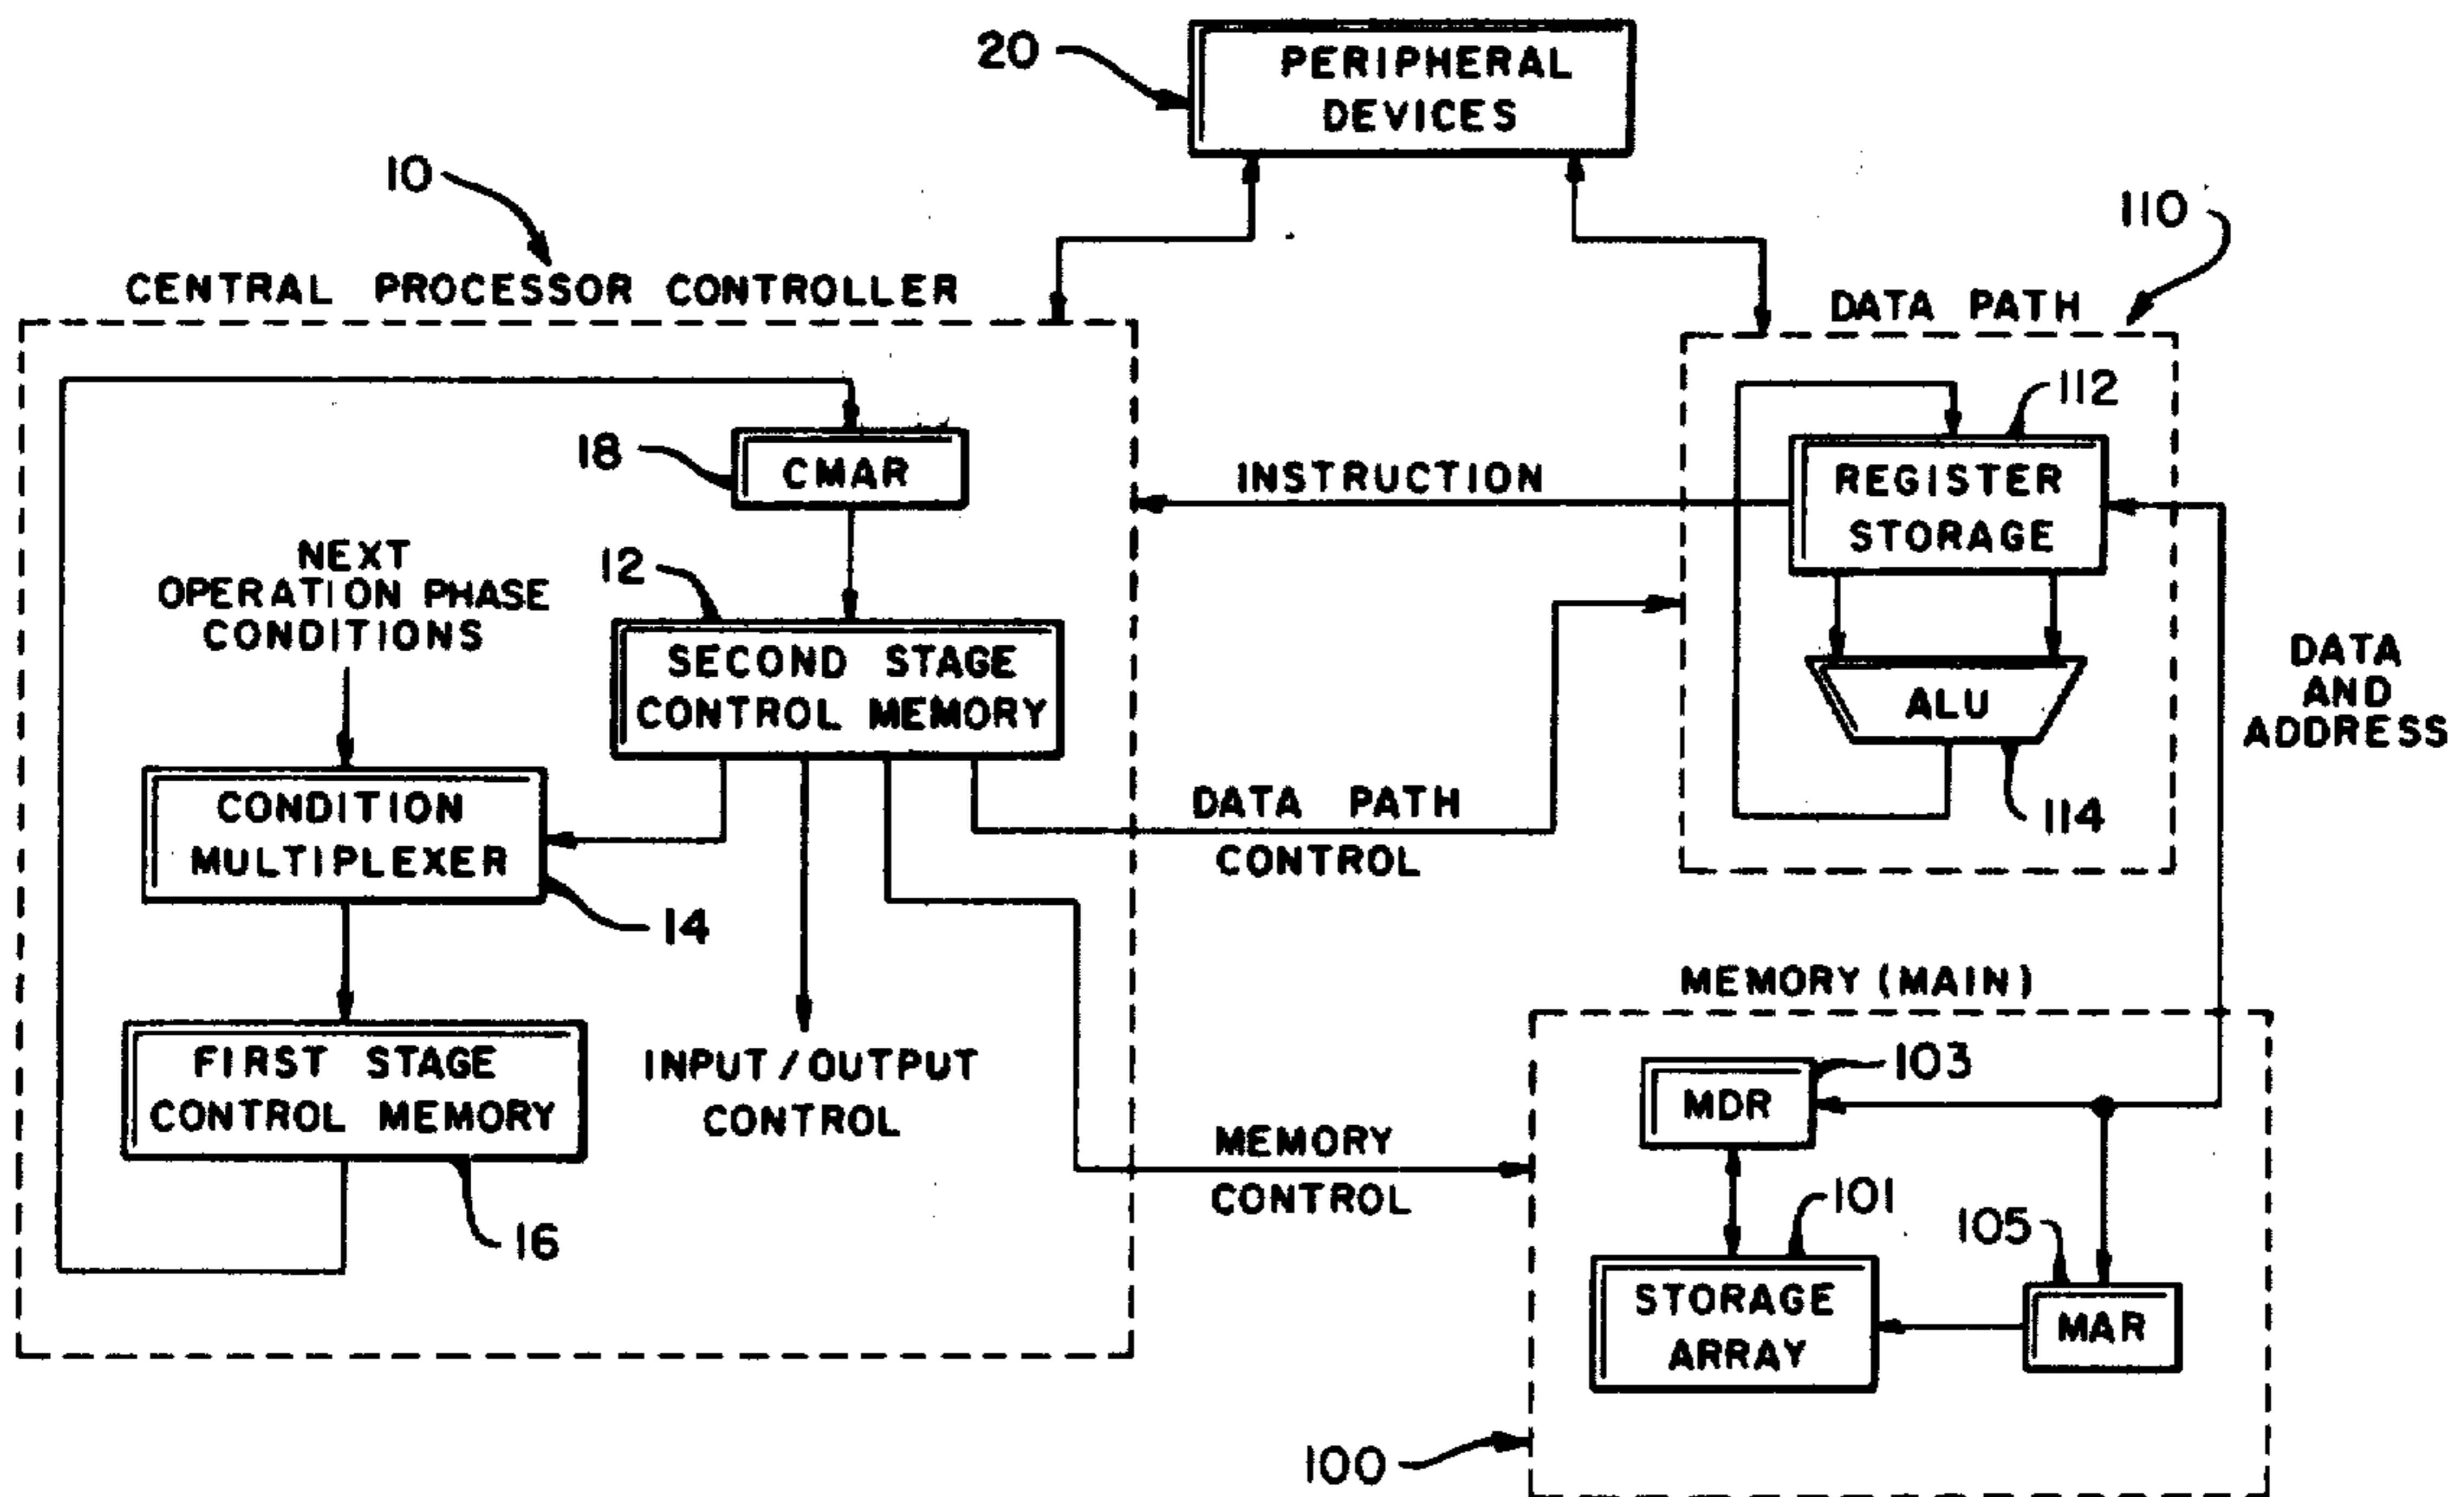 20
PERIPHERAL
DEVICES
10
110
CENTRAL PROCESSOR CONTROLLER
DATA PATH
112
18
CMAR
INSTRUCTION
REGISTER
STORAGE
NEXT
OPERATION PHASE
CONDITIONS
12
SECOND STAGE
CONTROL MEMORY
ALU
DATA
AND
ADDRESS
CONDITION
MULTIPLEXER
DATA PATH
CONTROL
114
14
MEMORY (MAIN)
FIRST STAGE
CONTROL MEMORY
INPUT/OUTPUT
CONTROL
MDR
103
MEMORY
CONTROL
101
105
16
STORAGE
ARRAY
MAR
100